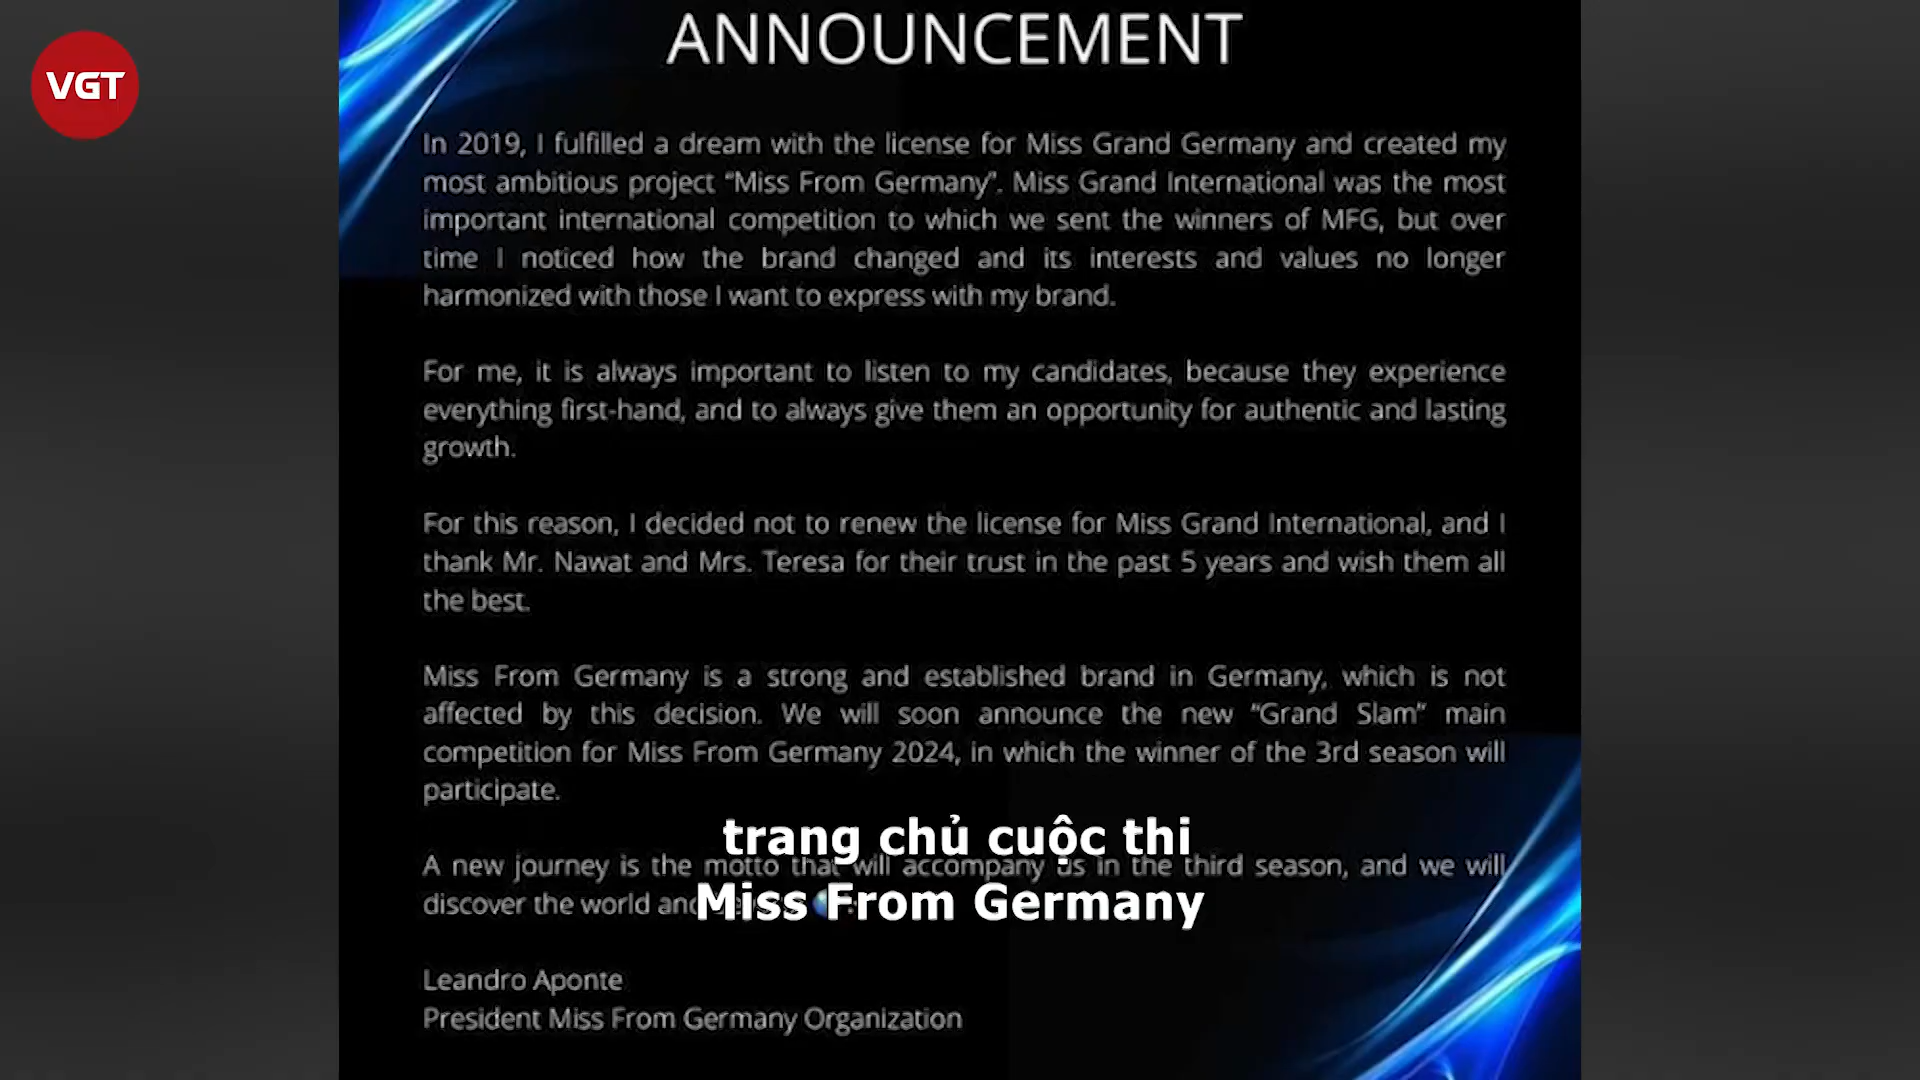 VGT
ANNOUNCEMENT
In 2019, I fulfilled a dream with the license for Miss Grand Germany and created my
most ambitious project “Miss From Germany”. Miss Grand International was the most
important international competition to which we sent the winners of MFG, but over
time I noticed how the brand changed and its interests and values no longer
harmonized with those I want to express with my brand.
For me, it is always important to listen to my candidates, because they experience
everything first-hand, and to always give them an opportunity for authentic and lasting
growth.
For this reason, I decided not to renew the license for Miss Grand International, and I
thank Mr. Nawat and Mrs. Teresa for their trust in the past 5 years and wish them all
the best.
Miss From Germany is a strong and established brand in Germany, which is not
affected by this decision. We will soon announce the new “Grand Slam” main
competition for Miss From Germany 2024, in which the winner of the 3rd season will
participate.
trang chủ cuộc thi
A new journey is the motto that will accompany us in the third season, and we will
discover the world and
Miss From Germany
Leandro Aponte
President Miss From Germany Organization